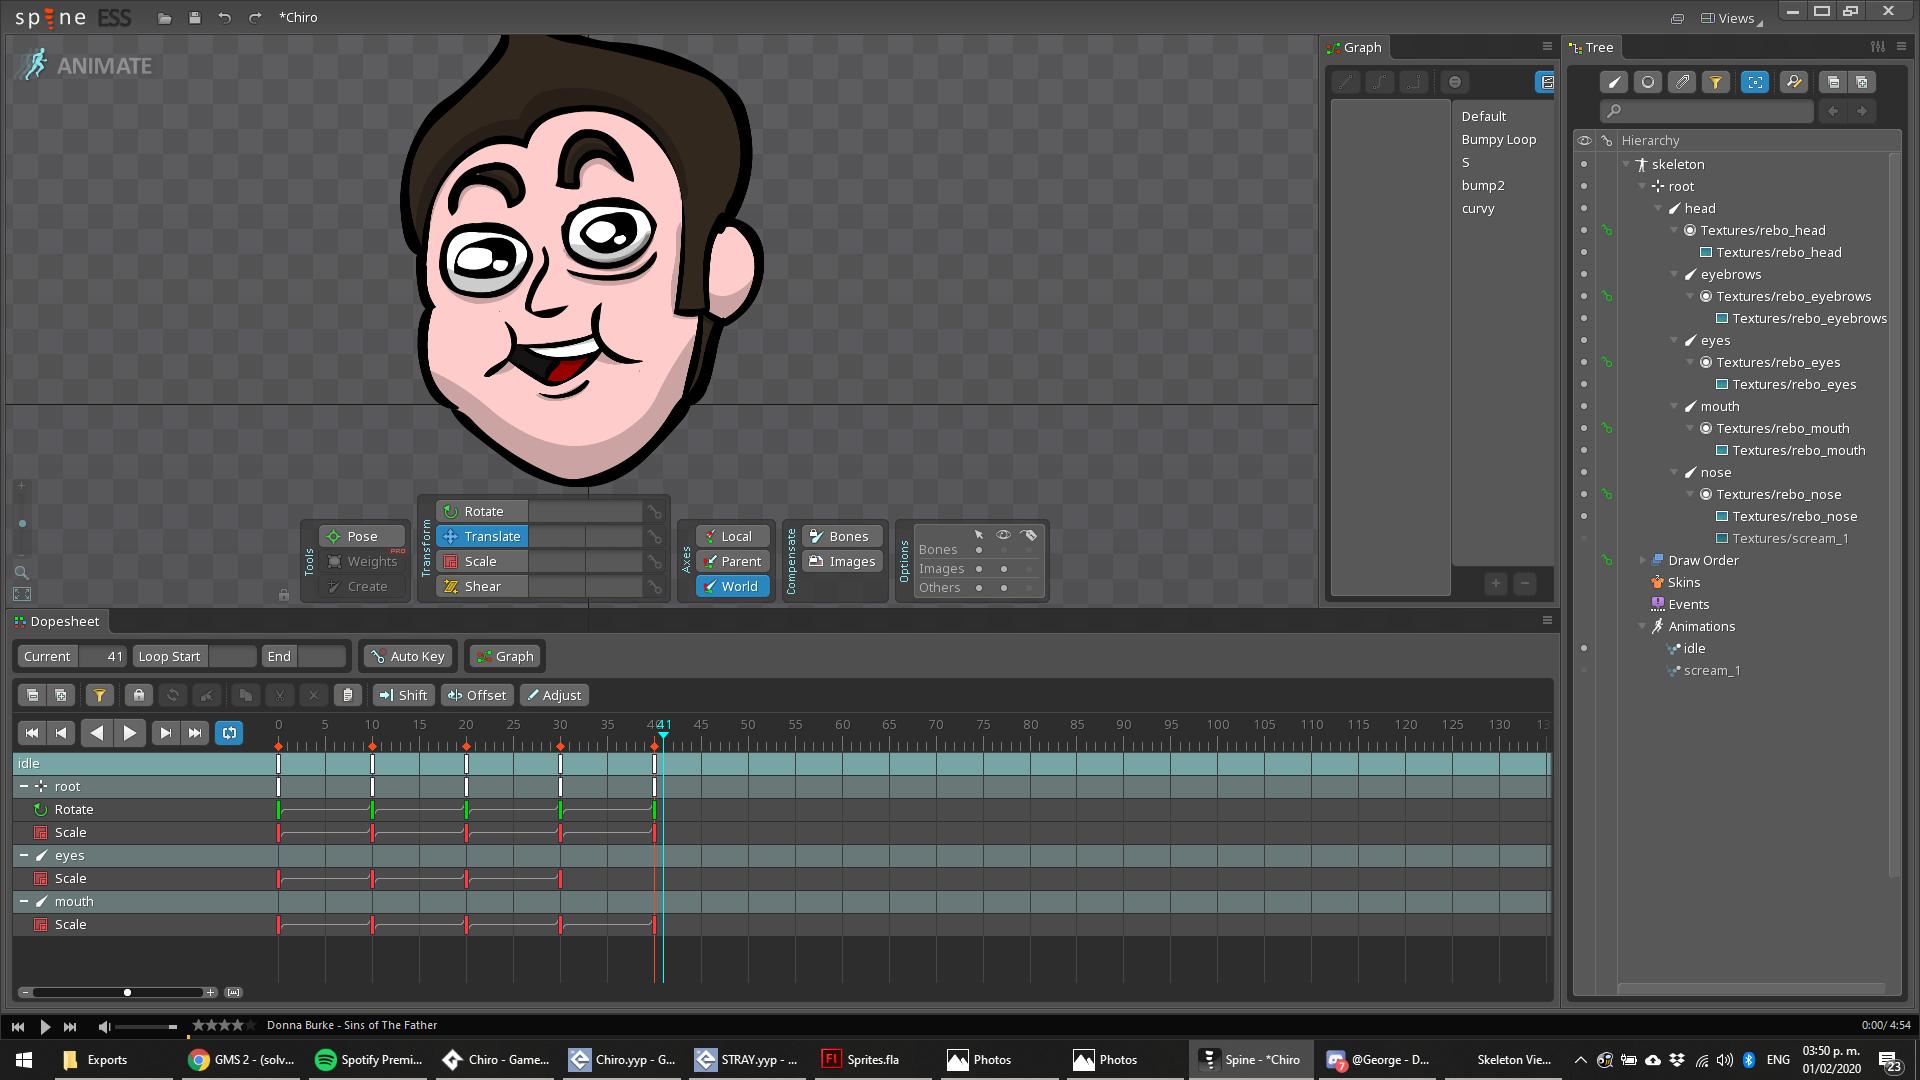 spine ESS
*Chiro
Views
ANIMATE
Graph
Default
Bumpy Loop
S
bump2
curvy
Tree
Hierarchy
skeleton
root
head
Textures/rebo_head
Textures/rebo_head
eyebrows
Textures/rebo_eyebrows
Textures/rebo_eyebrows
eyes
Textures/rebo_eyes
Textures/rebo_eyes
mouth
Textures/rebo_mouth
Textures/rebo_mouth
nose
Textures/rebo_nose
Textures/rebo_nose
Textures/scream_1
Draw Order
Skins
Events
Animations
idle
scream_1
Tools
Pose
Weights PRO
Create
Transform
Rotate
Translate
Scale
Shear
Axes
Local
Parent
World
Compensate
Bones
Images
Options
Bones
Images
Others
Dopesheet
Current 41 Loop Start End Auto Key Graph
Shift Offset Adjust
0 5 10 15 20 25 30 35 40 41 45 50 55 60 65 70 75 80 85 90 95 100 105 110 115 120 125 130
idle
root
Rotate
Scale
eyes
Scale
mouth
Scale
Donna Burke - Sins of The Father
0:00/ 4:54
Exports
GMS 2 - (solv...
Spotify Premi...
Chiro - Game...
Chiro.yyp - G...
STRAY.yyp - ...
Fl
Sprites.fla
Photos
Photos
Spine - *Chiro
7
@George - D...
Skeleton Vie...
ENG
03:50 p. m.
01/02/2020
23